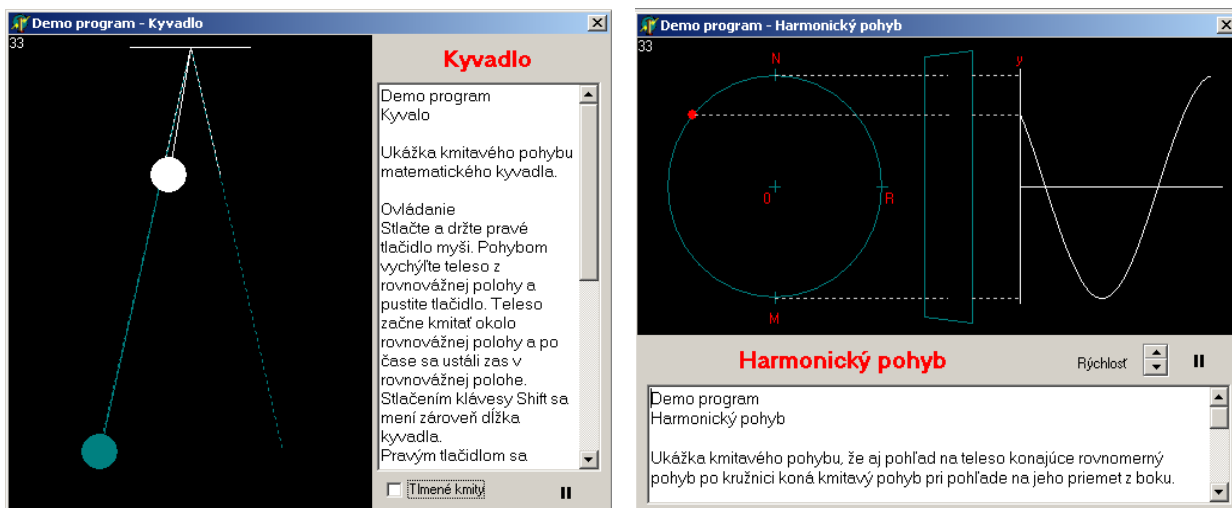 Demo program - Kyvadlo
33
Kyvadlo
Demo program
Kyvalo
Ukážka kmitavého pohybu
matematického kyvadla.
Ovládanie
Stlačte a držte pravé
tlačidlo myši. Pohybom
vychýľte teleso z
rovnovážnej polohy a
pustite tlačidlo. Teleso
začne kmitať okolo
rovnovážnej polohy a po
čase sa ustáli zas v
rovnovážnej polohe.
Stlačením klávesy Shift sa
mení zároveň dĺžka
kyvadla.
Pravým tlačidlom sa
Tlmené kmity
Demo program - Harmonický pohyb
33
N
y
0
R
M
Harmonický pohyb
Rýchlosť
Demo program
Harmonický pohyb
Ukážka kmitavého pohybu, že aj pohľad na teleso konajúce rovnomerný
pohyb po kružnici koná kmitavý pohyb pri pohľade na jeho priemet z boku.